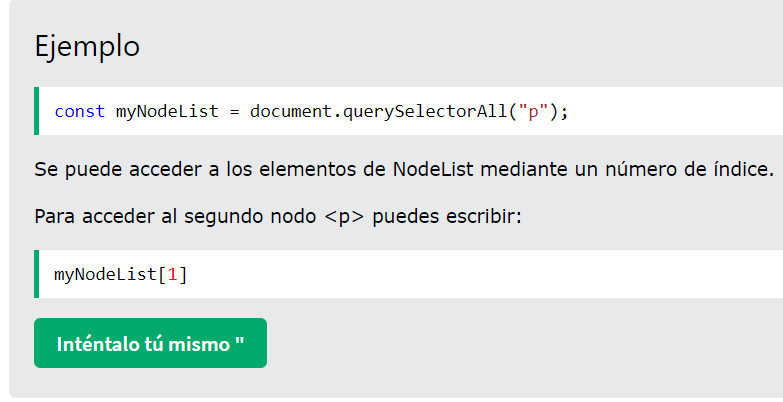 Ejemplo
const myNodeList = document.querySelectorAll("p");
Se puede acceder a los elementos de NodeList mediante un número de índice.
Para acceder al segundo nodo <p> puedes escribir:
myNodeList[1]
Inténtalo tú mismo "